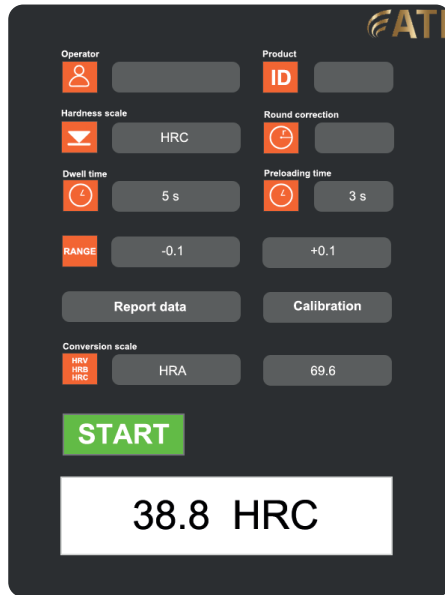 ATI
Operator
Product
ID
Hardness scale
HRC
Round correction
r
Dwell time
5 s
Preloading time
3 s
RANGE
-0.1
+0.1
Report data
Calibration
Conversion scale
HRV
HRB
HRC
HRA
69.6
START
38.8 HRC